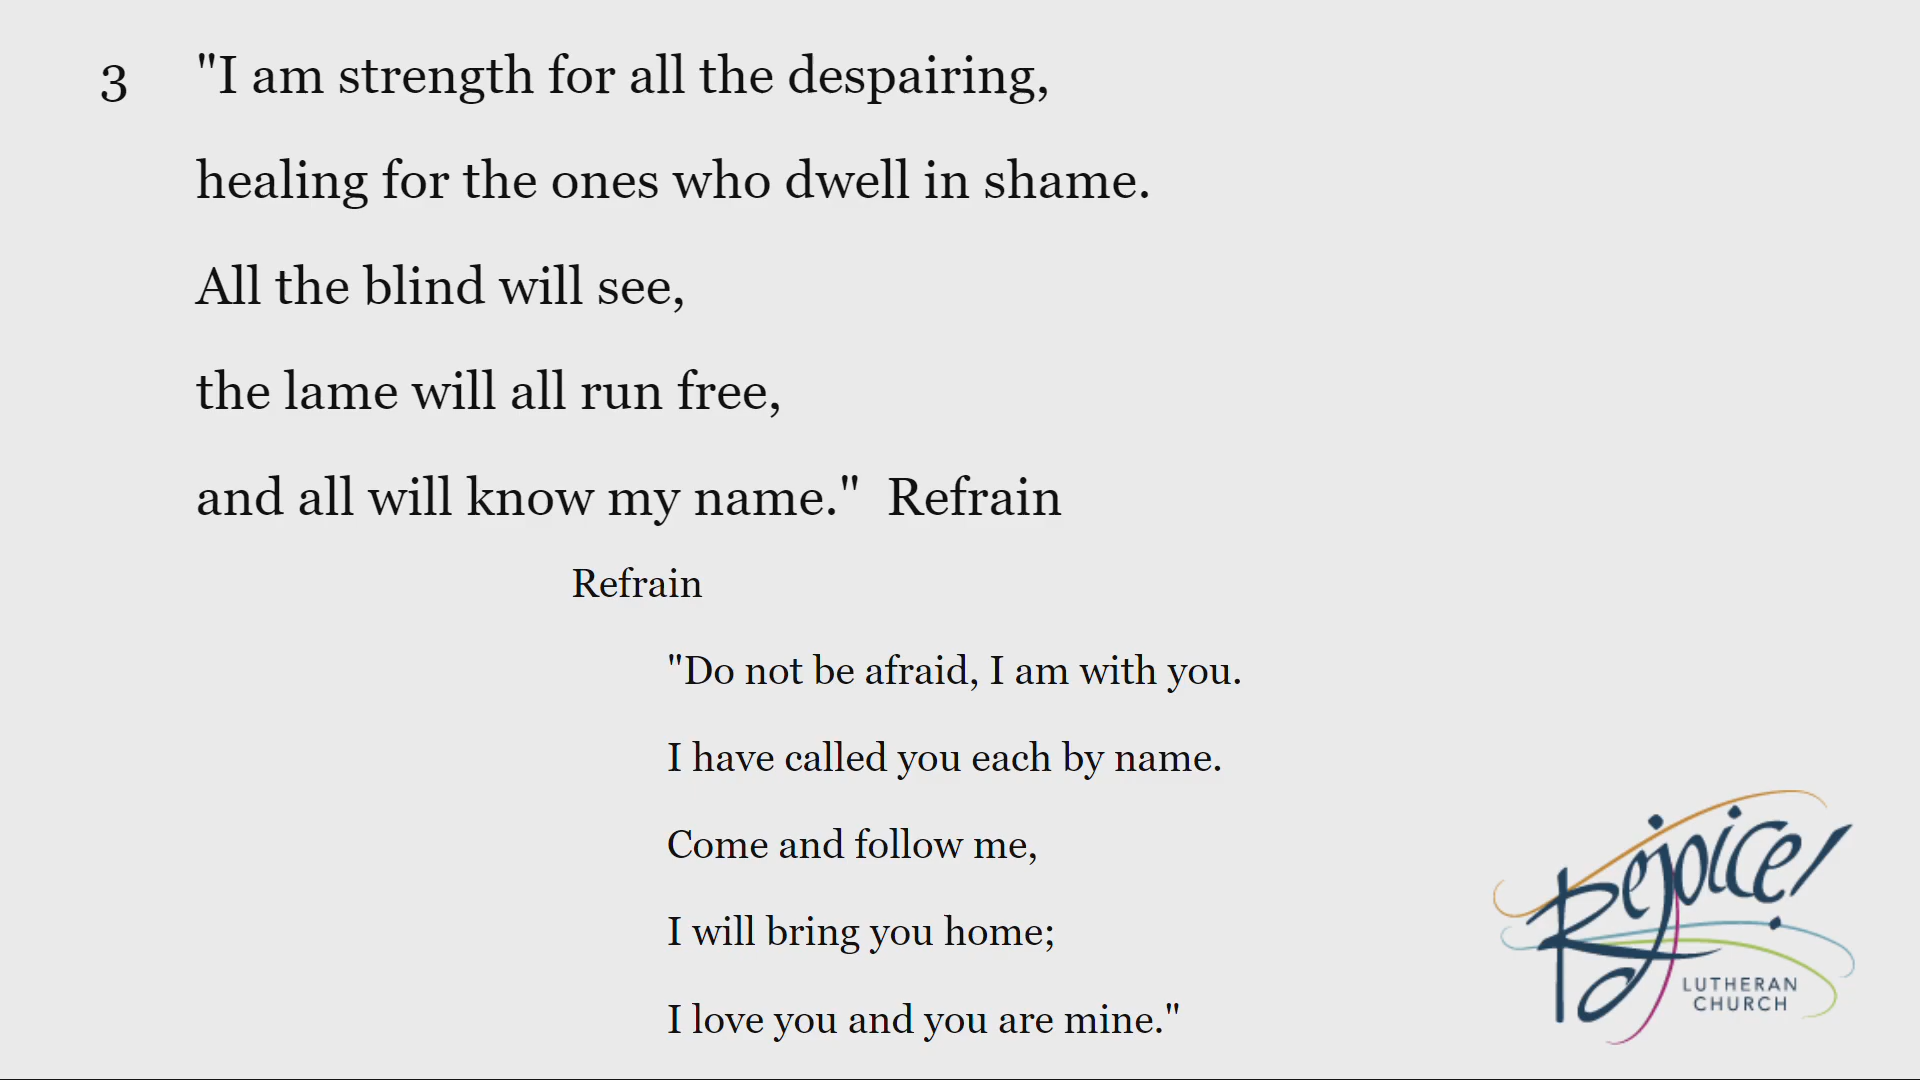 3 "I am strength for all the despairing,
healing for the ones who dwell in shame.
All the blind will see,
the lame will all run free,
and all will know my name." Refrain
Refrain
"Do not be afraid, I am with you.
I have called you each by name.
Come and follow me,
I will bring you home;
I love you and you are mine."
Rejoice!
LUTHERAN
CHURCH